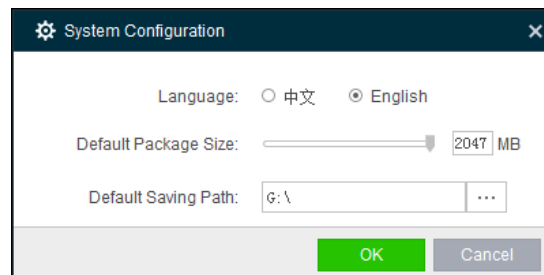 System Configuration
Language: 中文 English
Default Package Size: 2047 MB
Default Saving Path: G:\ ...
OK Cancel